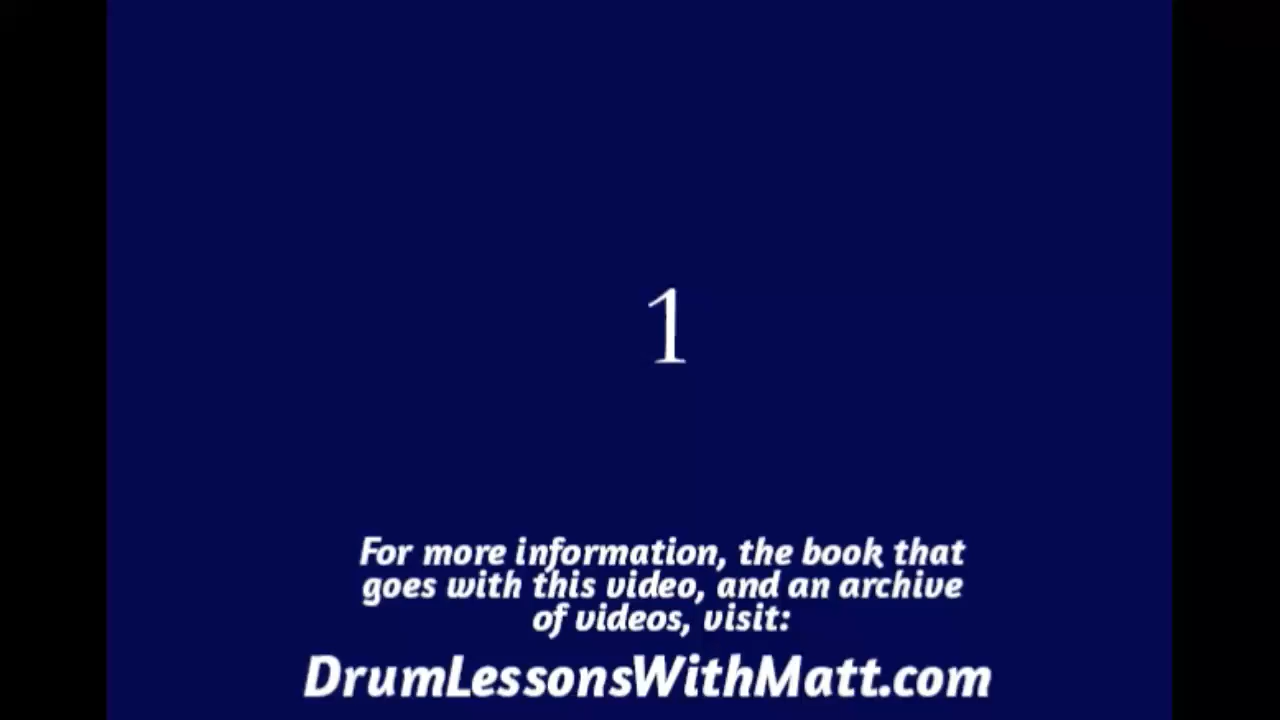 1
For more information, the book that
goes with this video, and an archive
of videos, visit:
DrumLessonsWithMatt.com